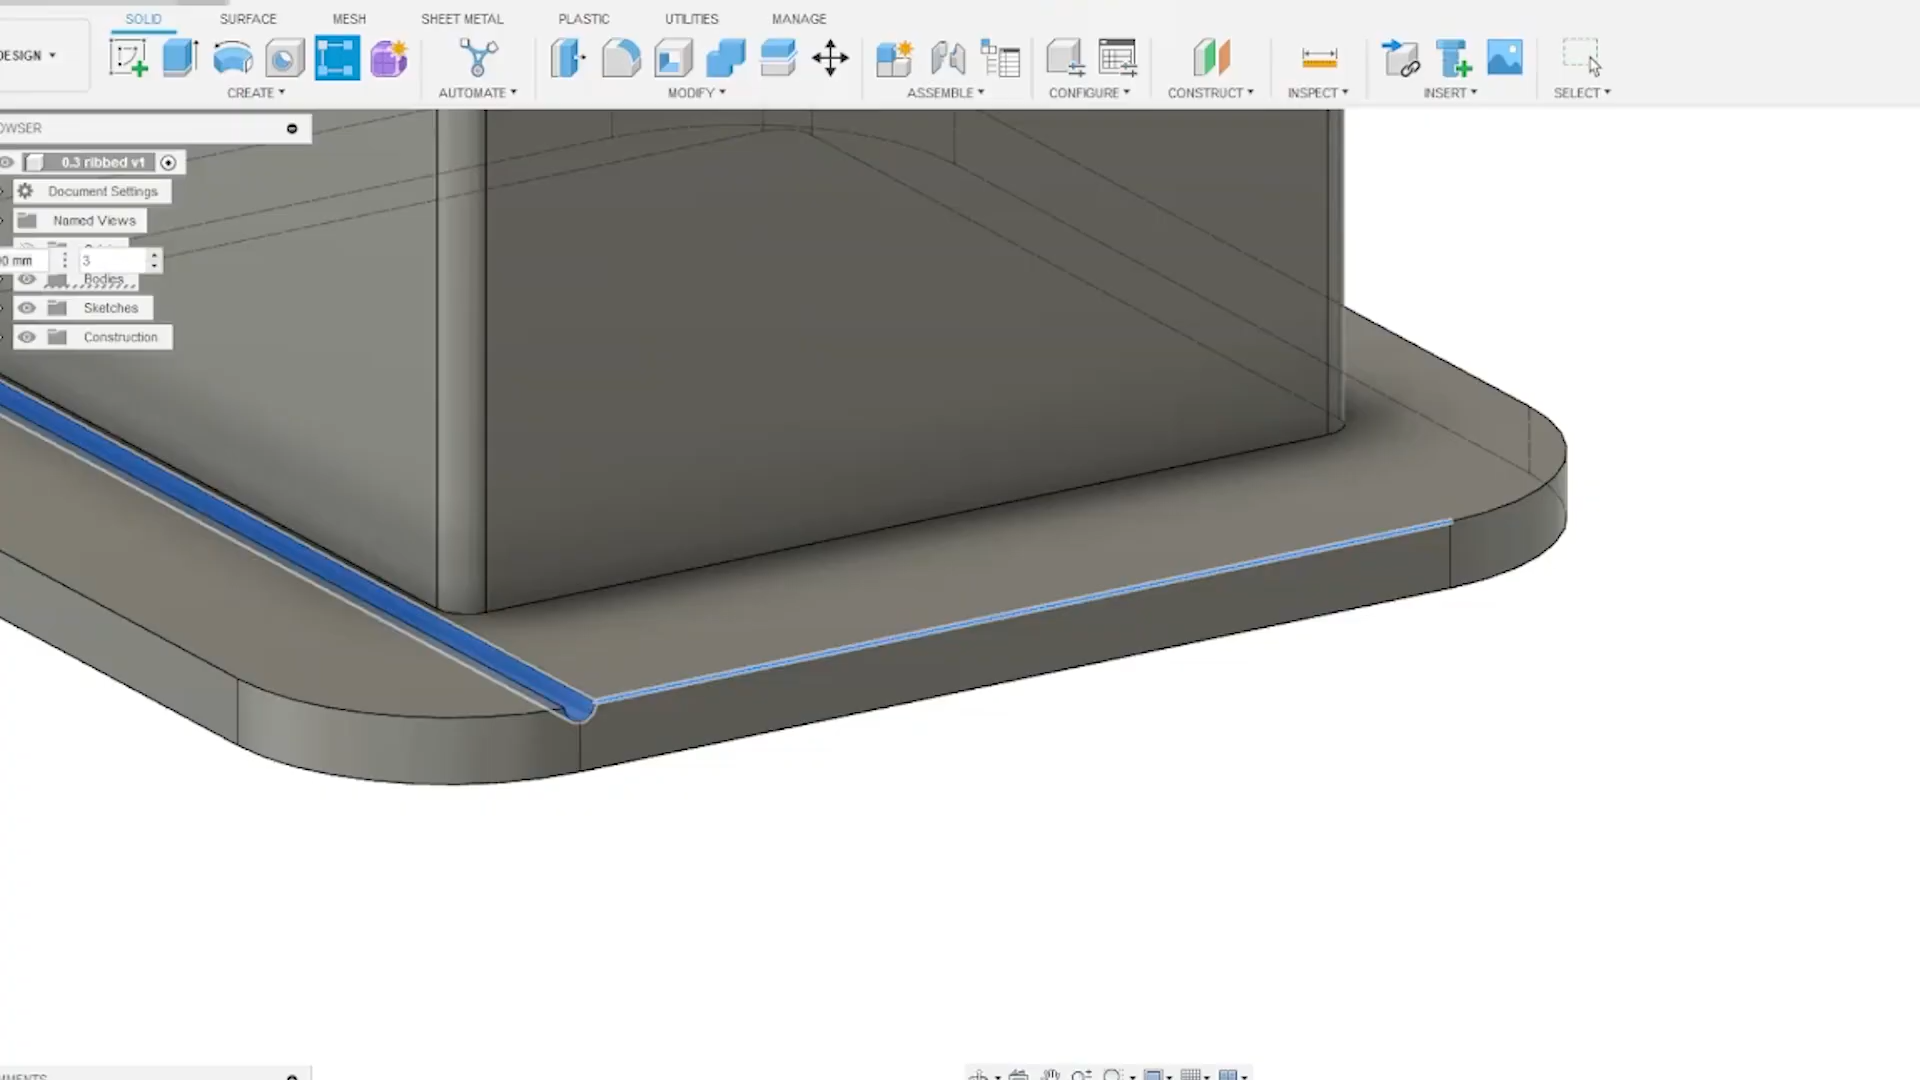 SOLID SURFACE MESH SHEET METAL PLASTIC UTILITIES MANAGE
ESIGN
CREATE AUTOMATE MODIFY ASSEMBLE CONFIGURE CONSTRUCT INSPECT INSERT SELECT
OWSER
0.3 ribbed v1
Document Settings
Named Views
0 mm 3
Bodies
Sketches
Construction